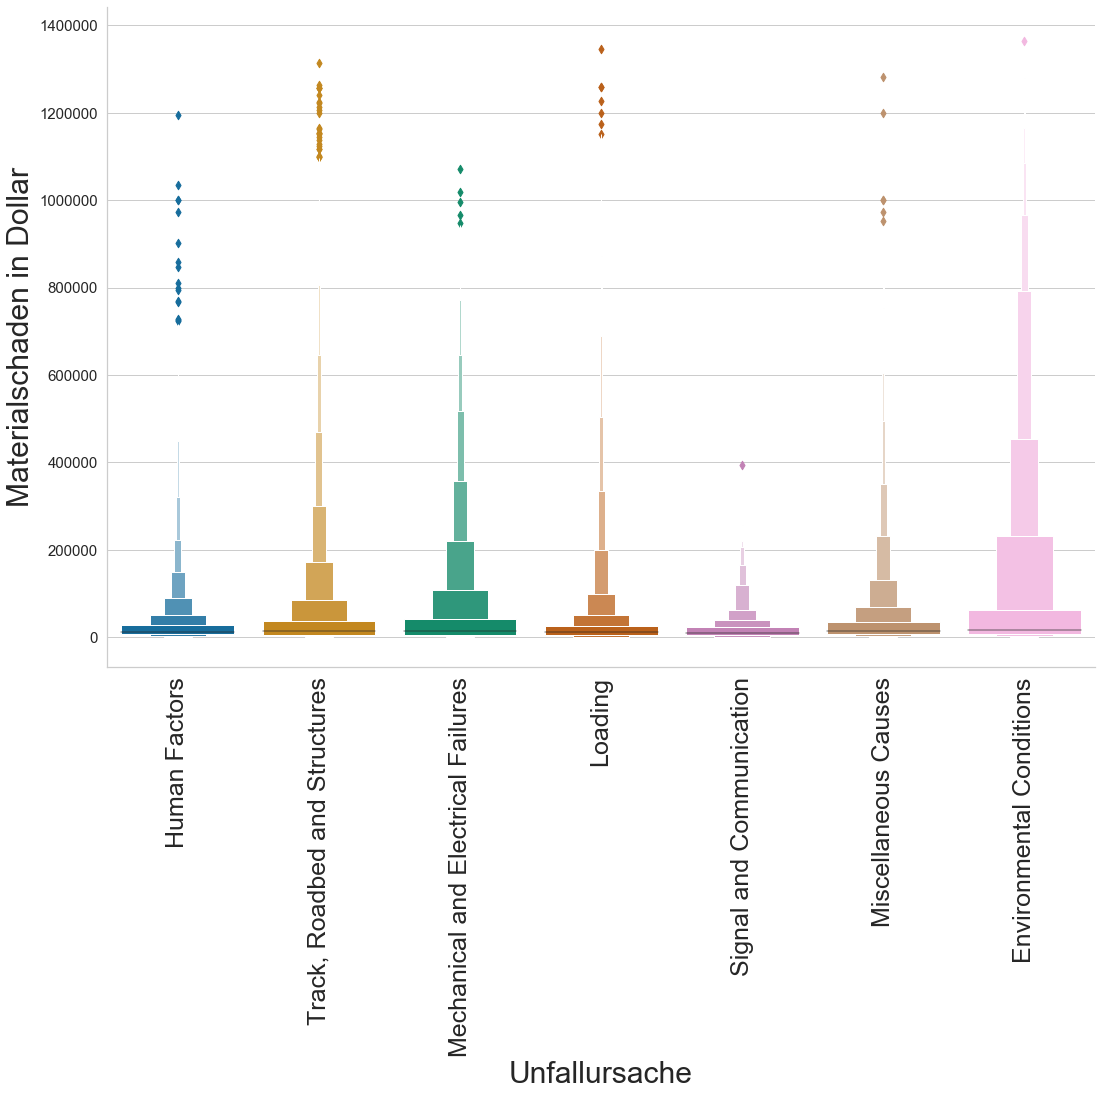 1400000
1200000
1000000
800000
600000
400000
200000
0
Materialschaden in Dollar
Human Factors
Track, Roadbed and Structures
Mechanical and Electrical Failures
Loading
Signal and Communication
Miscellaneous Causes
Environmental Conditions
Unfallursache